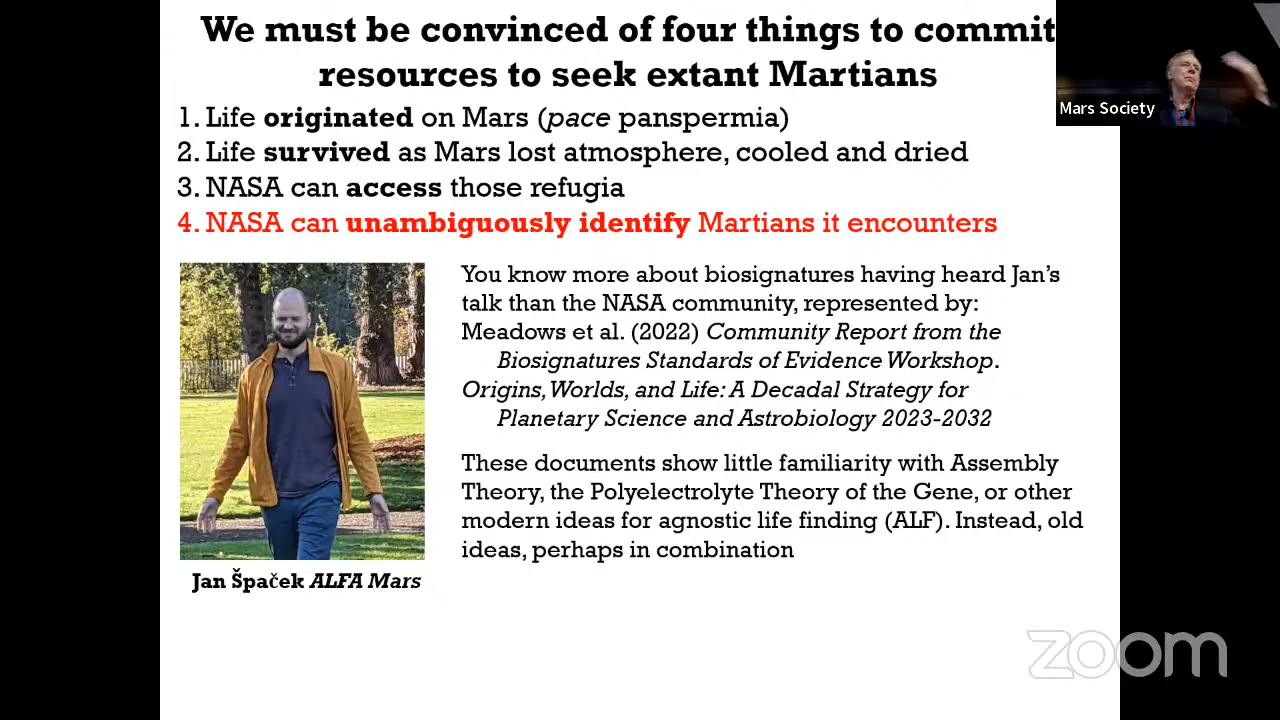 We must be convinced of four things to commit
resources to seek extant Martians
1. Life originated on Mars (pace panspermia)
2. Life survived as Mars lost atmosphere, cooled and dried
3. NASA can access those refugia
4. NASA can unambiguously identify Martians it encounters
Mars Society
You know more about biosignatures having heard Jan's
talk than the NASA community, represented by:
Meadows et al. (2022) Community Report from the
Biosignatures Standards of Evidence Workshop.
Origins, Worlds, and Life: A Decadal Strategy for
Planetary Science and Astrobiology 2023-2032
These documents show little familiarity with Assembly
Theory, the Polyelectrolyte Theory of the Gene, or other
modern ideas for agnostic life finding (ALF). Instead, old
ideas, perhaps in combination
Jan Špaček ALFA Mars
zoom